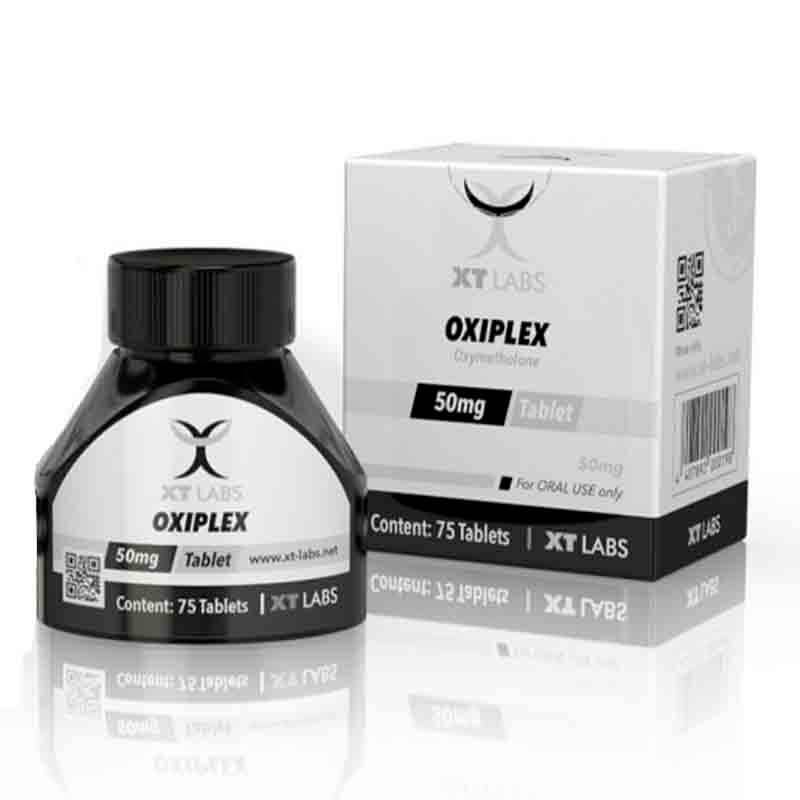 XT LABS
OXIPLEX
Oxymetholone
50mg Tablet
50mg
For ORAL USE only
Content: 75 Tablets | XT LABS
XT LABS
XT LABS
OXIPLEX
50mg Tablet www.xt-labs.net
Content: 75 Tablets | XT LABS